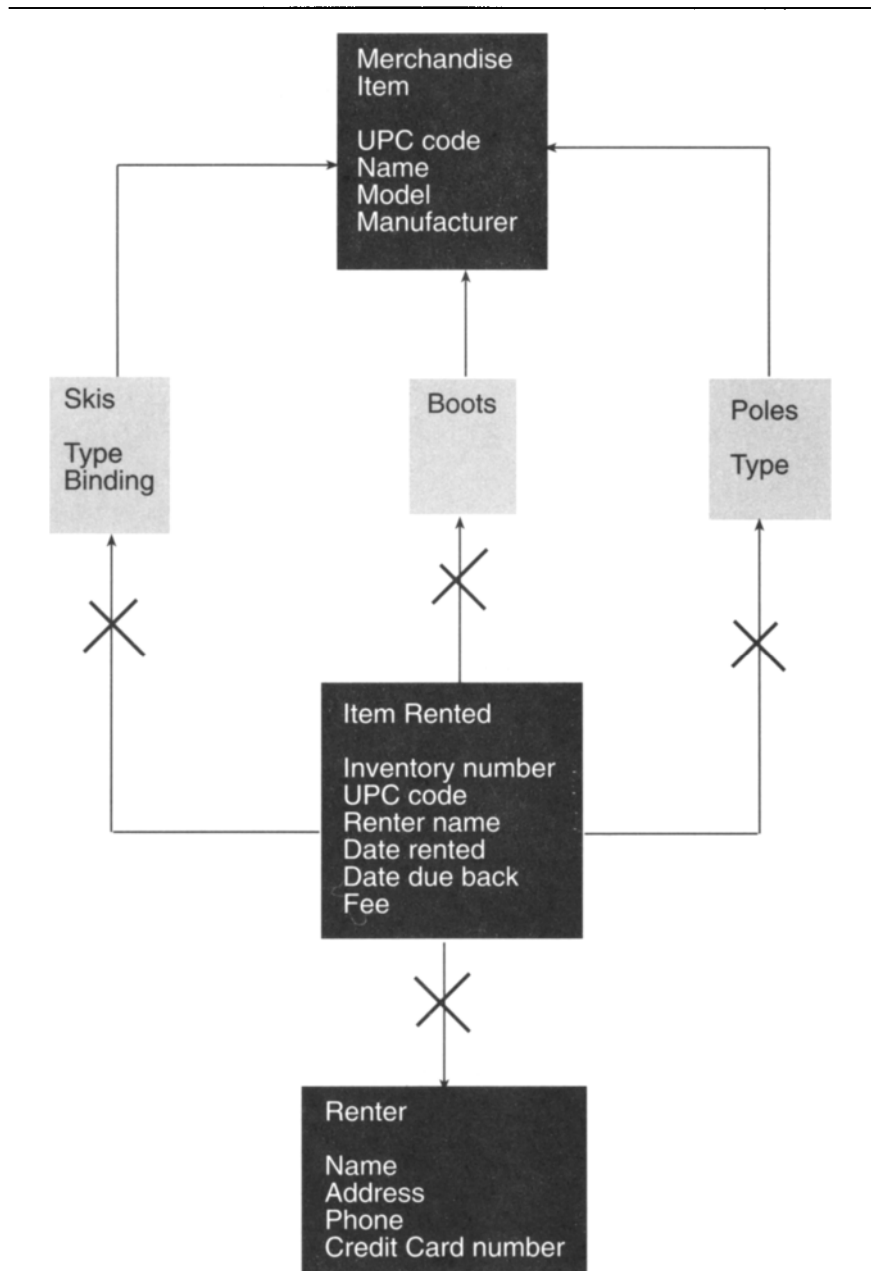 Merchandise
Item
UPC code
Name
Model
Manufacturer
Skis
Type
Binding
Boots
Poles
Type
Item Rented
Inventory number
UPC code
Renter name
Date rented
Date due back
Fee
Renter
Name
Address
Phone
Credit Card number